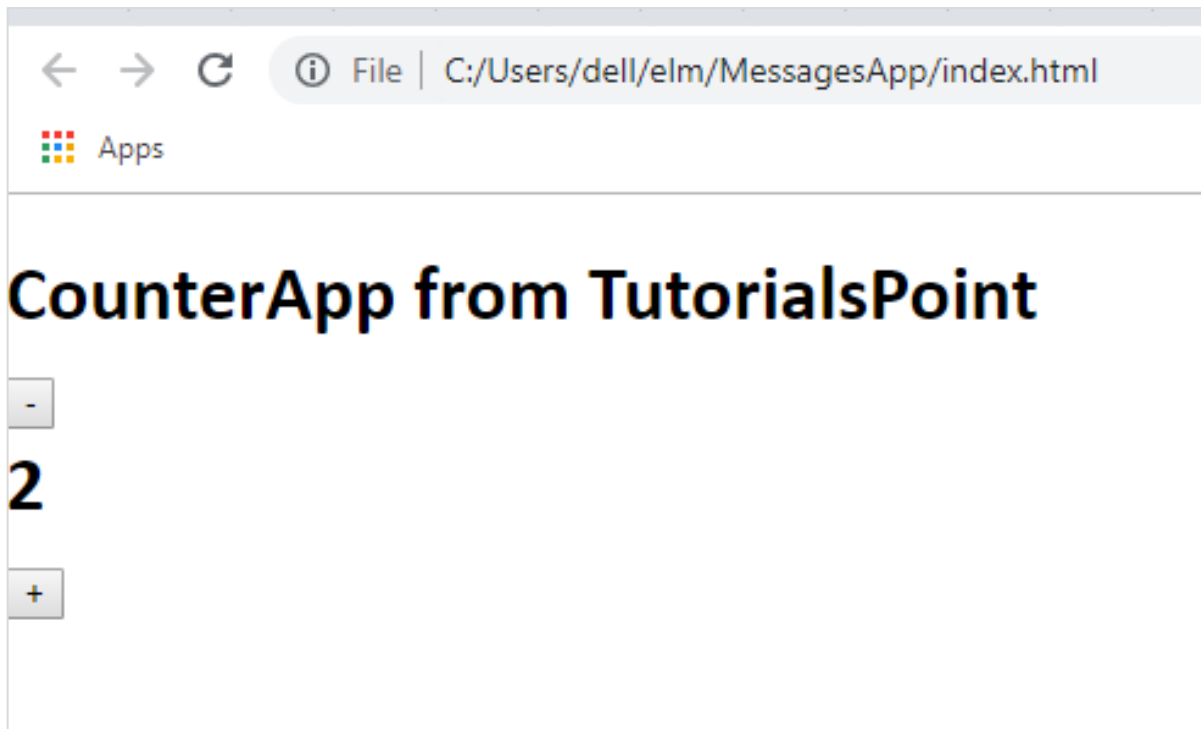 File | C:/Users/dell/elm/MessagesApp/index.html
Apps
CounterApp from TutorialsPoint
-
2
+